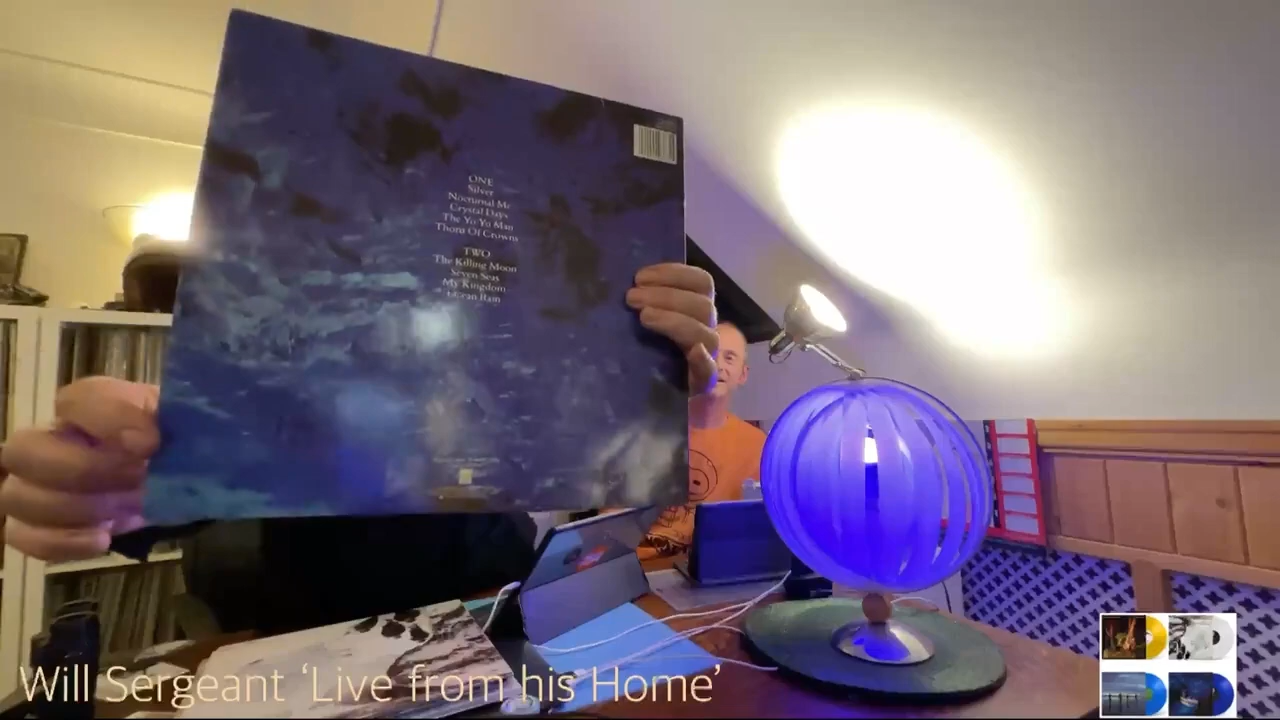 ONE
Silver
Nocturnal Me
Crystal Days
The Yo Yo Man
Thorn Of Crowns
TWO
The Killing Moon
Seven Seas
My Kingdom
Ocean Rain
Will Sergeant ‘Live from his Home’